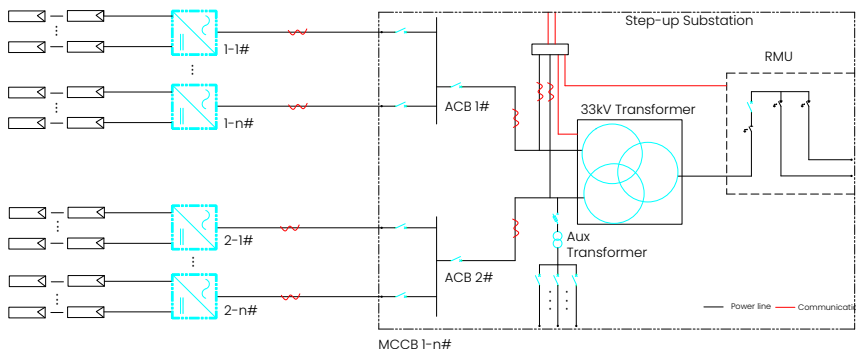 Step-up Substation
RMU
1-1#
1-n#
ACB 1#
33kV Transformer
2-1#
2-n#
ACB 2#
Aux
Transformer
Power line
Communicati
MCCB 1-n#